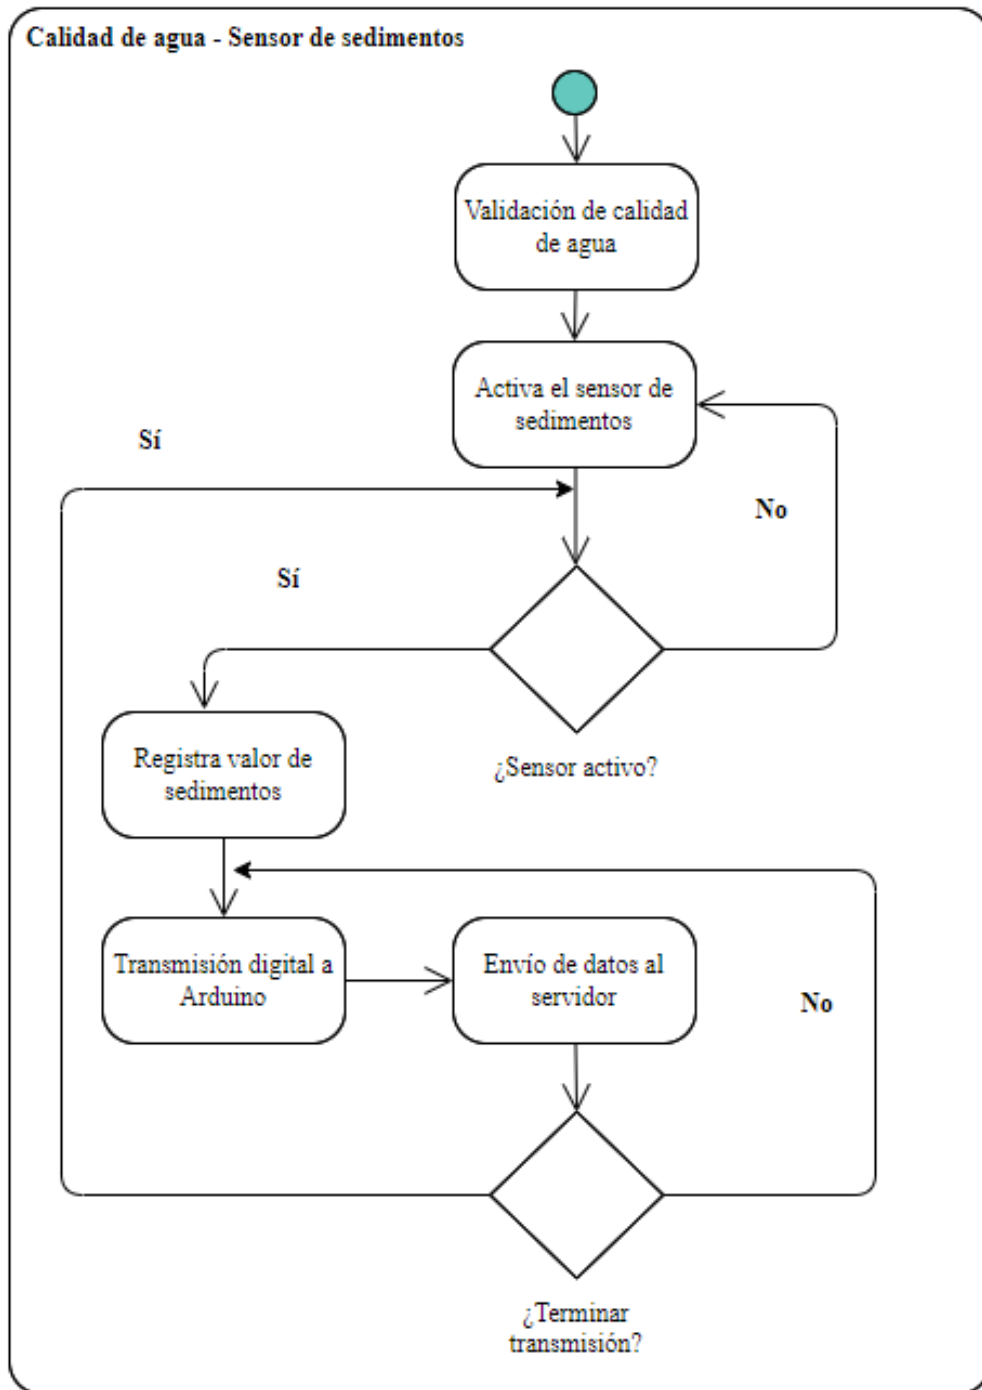 Calidad de agua - Sensor de sedimentos
Validación de calidad
de agua
Activa el sensor de
sedimentos
Sí
No
Sí
¿Sensor activo?
Registra valor de
sedimentos
Transmisión digital a
Arduino
Envío de datos al
servidor
No
¿Terminar
transmisión?